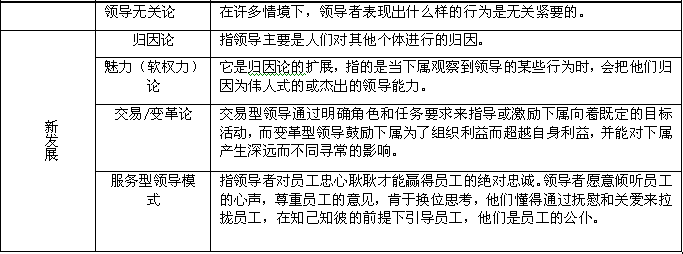 领导无关论
在许多情境下，领导者表现出什么样的行为是无关紧要的。
新发展
归因论
指领导主要是人们对其他个体进行的归因。
魅力（软权力）
论
它是归因论的扩展，指的是当下属观察到领导的某些行为时，会把他们归
因为伟人式的或杰出的领导能力。
交易/变革论
交易型领导通过明确角色和任务要求来指导或激励下属向着既定的目标
活动，而变革型领导鼓励下属为了组织利益而超越自身利益，并能对下属
产生深远而不同寻常的影响。
服务型领导模
式
指领导者对员工忠心耿耿才能赢得员工的绝对忠诚。领导者愿意倾听员工
的心声，尊重员工的意见，肯于换位思考，他们懂得通过抚慰和关爱来拉
拢员工，在知己知彼的前提下引导员工，他们是员工的公仆。